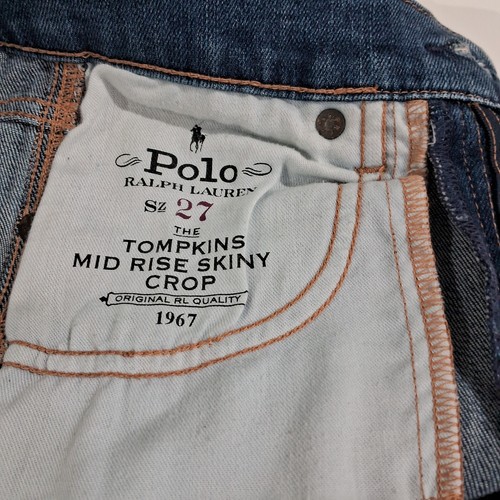 Polo
RALPH LAUREN
Sz 27
THE
TOMPKINS
MID RISE SKINY
CROP
ORIGINAL RL QUALITY
1967